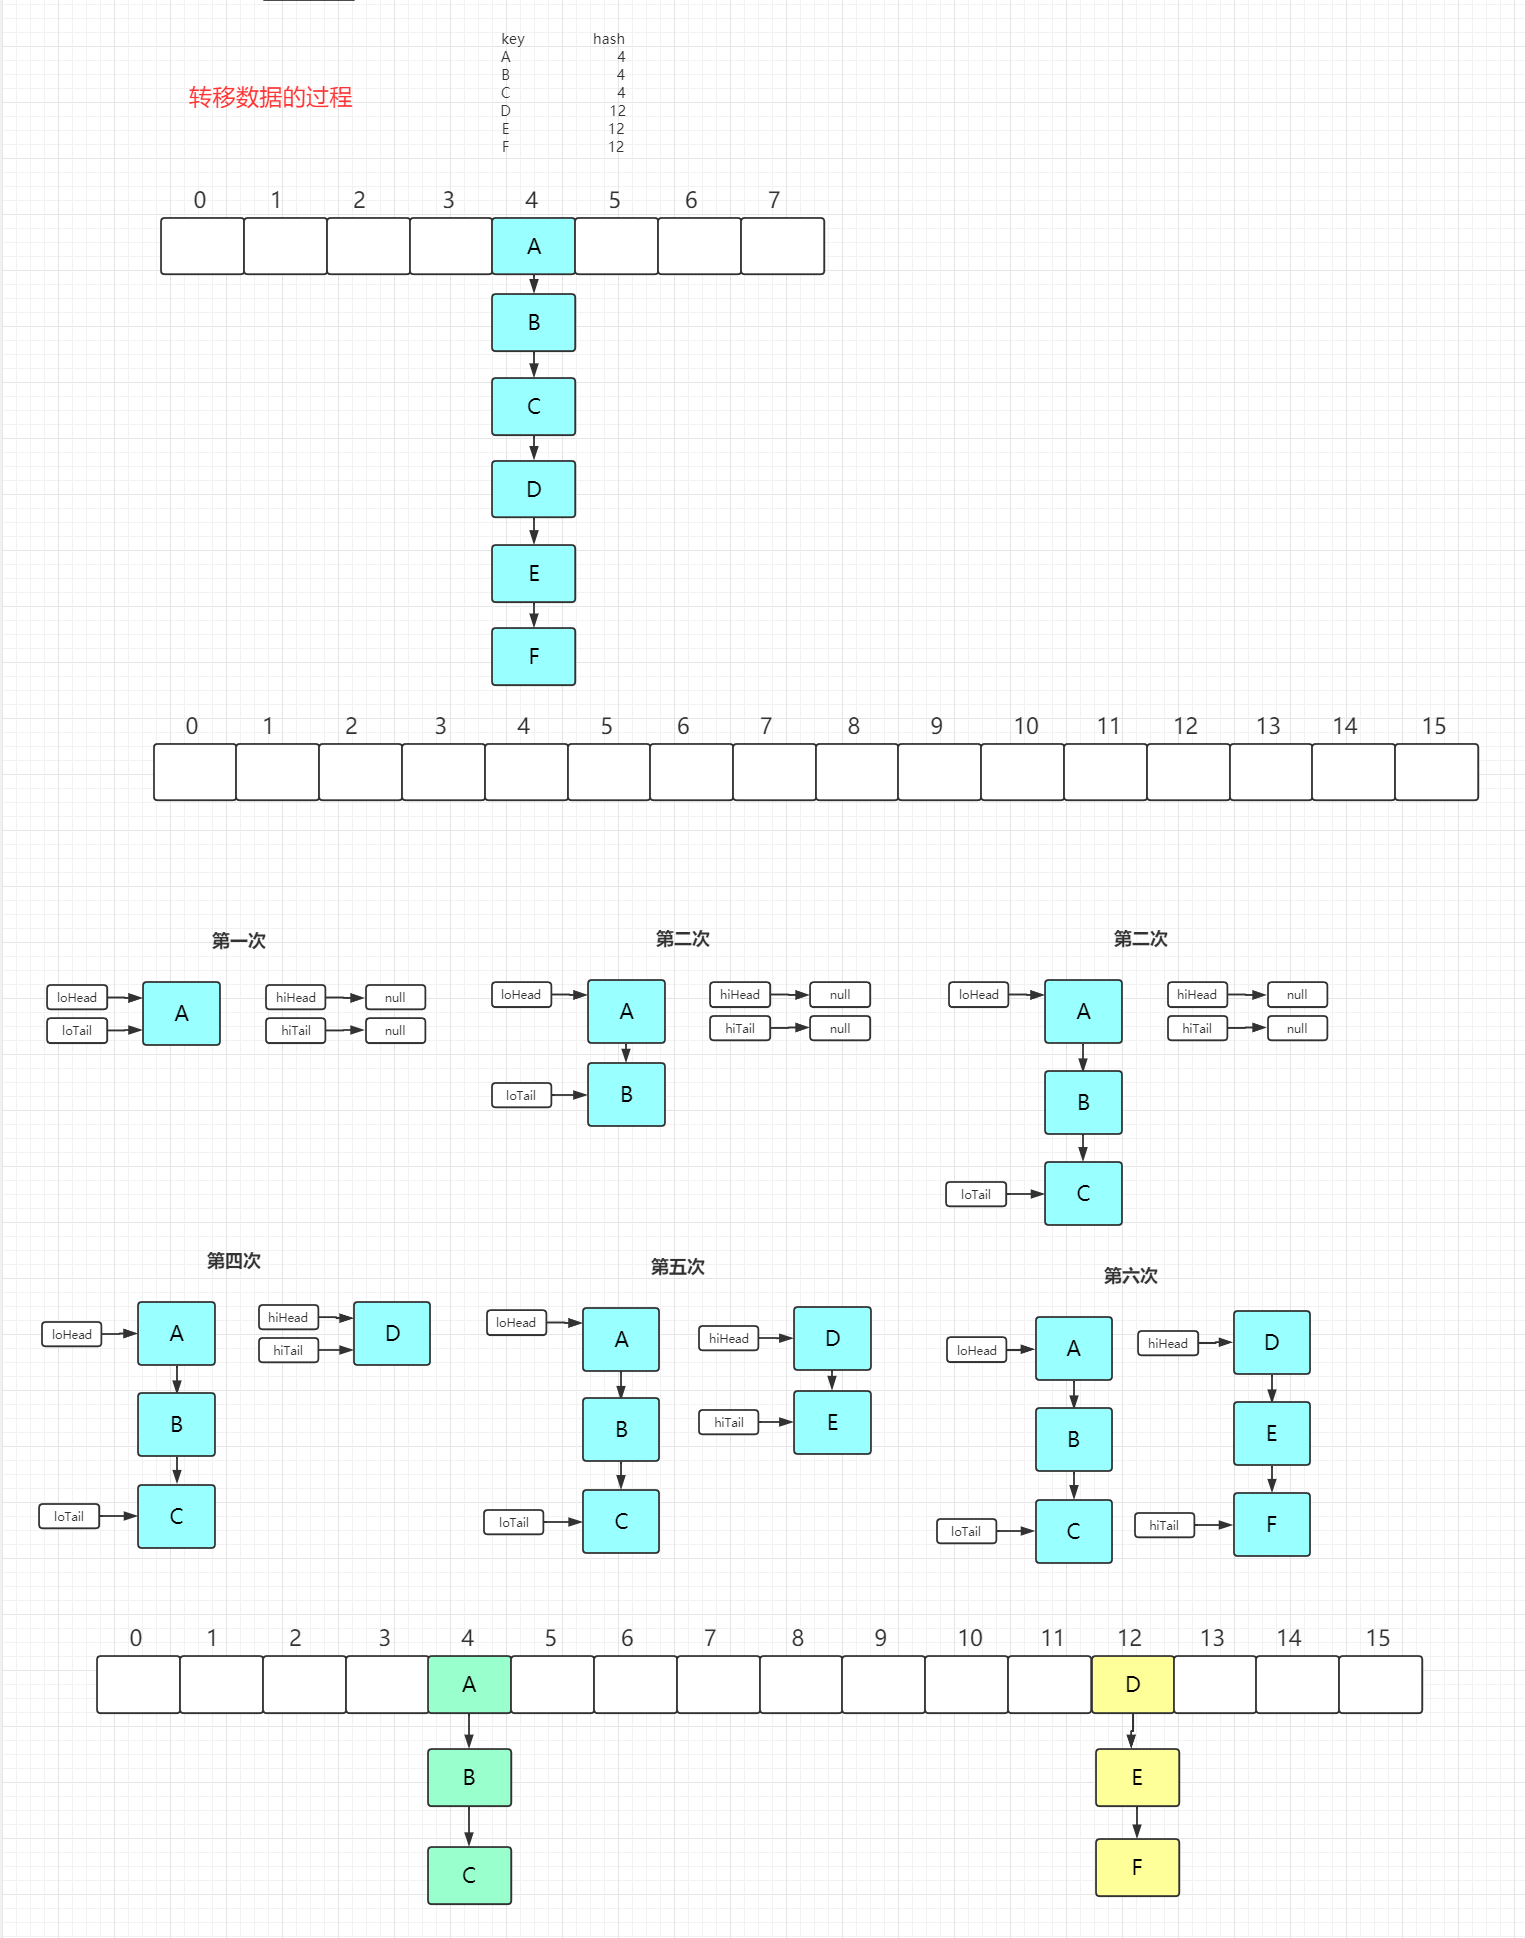 key hash
A 4
B 4
C 4
D 12
E 12
F 12
转移数据的过程
0 1 2 3 4 5 6 7
A
B
C
D
E
F
0 1 2 3 4 5 6 7 8 9 10 11 12 13 14 15
第一次
loHead
loTail
A
hiHead null
hiTail null
第二次
loHead
A
loTail
B
hiHead null
hiTail null
第二次
loHead
A
B
loTail
C
hiHead null
hiTail null
第四次
loHead
A
B
loTail
C
hiHead
hiTail
D
第五次
loHead
A
B
loTail
C
hiHead
D
hiTail
E
第六次
loHead
A
B
loTail
C
hiHead
D
E
hiTail
F
0 1 2 3 4 5 6 7 8 9 10 11 12 13 14 15
A D
B E
C F